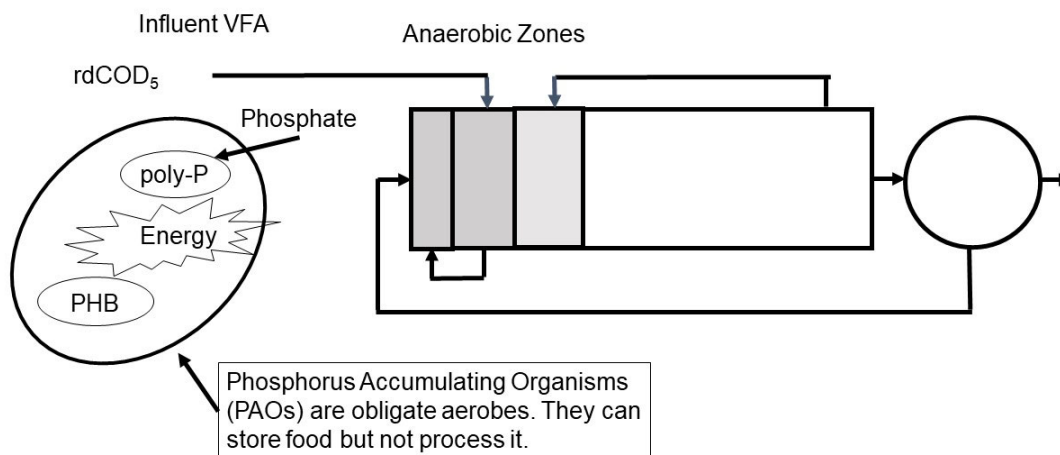 Influent VFA
Anaerobic Zones
rdCOD₅
Phosphate
poly-P
Energy
PHB
Phosphorus Accumulating Organisms
(PAOs) are obligate aerobes. They can
store food but not process it.